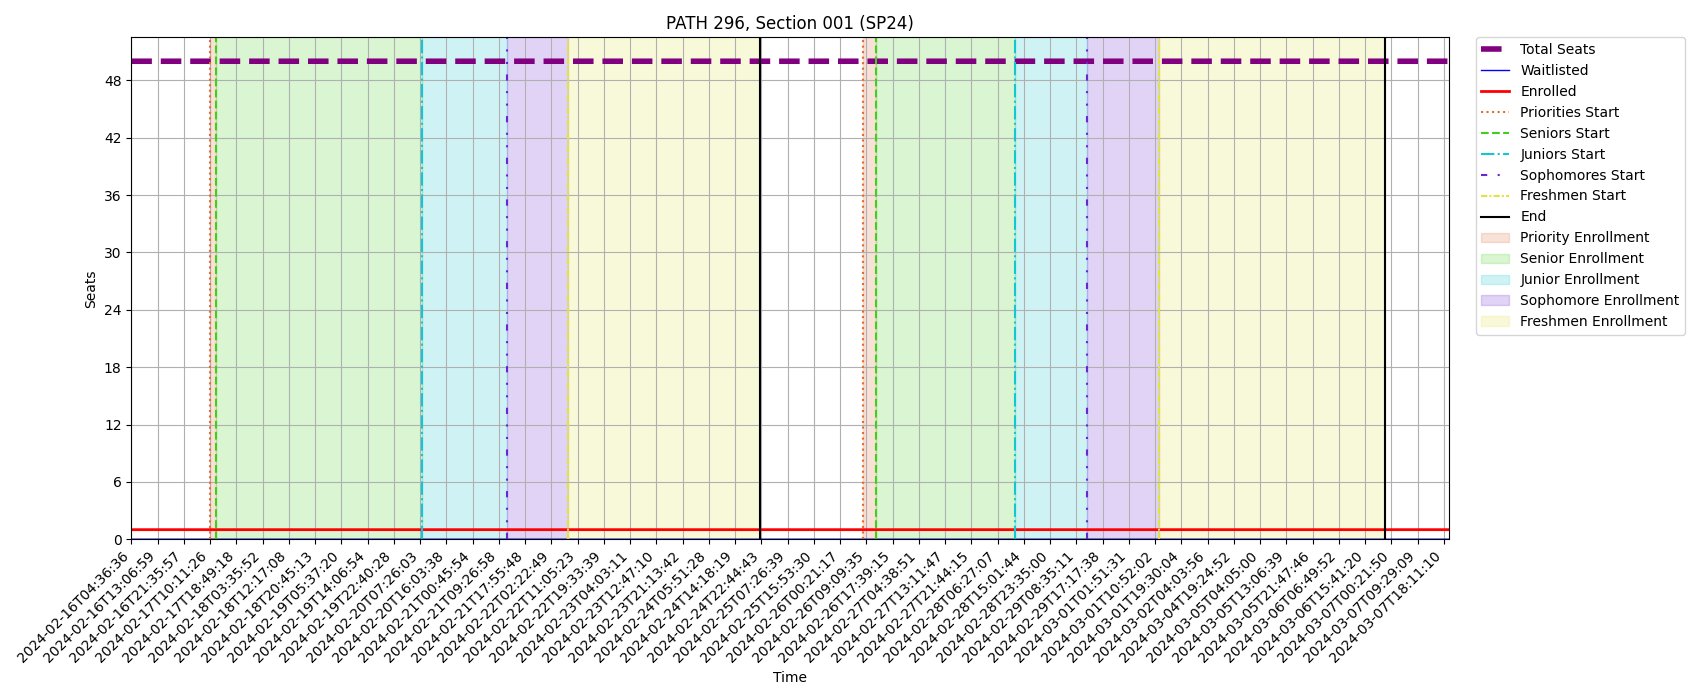 PATH 296, Section 001 (SP24)
Total Seats
Waitlisted
Enrolled
Priorities Start
Seniors Start
Juniors Start
Sophomores Start
Freshmen Start
End
Priority Enrollment
Senior Enrollment
Junior Enrollment
Sophomore Enrollment
Freshmen Enrollment
Seats
48
42
36
30
24
18
12
6
0
2024-02-16T04:36:36
2024-02-16T13:06:59
2024-02-16T21:35:57
2024-02-17T10:11:26
2024-02-17T18:49:18
2024-02-18T03:35:52
2024-02-18T12:17:08
2024-02-18T20:45:13
2024-02-19T05:37:20
2024-02-19T14:06:54
2024-02-19T22:40:28
2024-02-20T07:26:03
2024-02-20T16:03:38
2024-02-21T00:45:54
2024-02-21T09:26:58
2024-02-21T17:55:48
2024-02-22T02:22:49
2024-02-22T11:05:23
2024-02-22T19:33:39
2024-02-23T04:03:11
2024-02-23T12:47:10
2024-02-23T21:13:42
2024-02-24T05:51:28
2024-02-24T14:18:19
2024-02-24T22:44:43
2024-02-25T07:26:39
2024-02-25T15:53:30
2024-02-26T00:21:17
2024-02-26T09:09:35
2024-02-26T17:39:15
2024-02-27T04:38:51
2024-02-27T13:11:47
2024-02-27T21:44:15
2024-02-28T06:27:07
2024-02-28T15:01:44
2024-02-28T23:35:00
2024-02-29T08:35:11
2024-02-29T17:17:38
2024-03-01T01:51:31
2024-03-01T10:52:02
2024-03-01T19:30:04
2024-03-02T04:03:56
2024-03-04T19:24:52
2024-03-05T04:05:00
2024-03-05T13:06:39
2024-03-05T21:47:46
2024-03-06T06:49:52
2024-03-06T15:41:20
2024-03-07T00:21:50
2024-03-07T09:29:09
2024-03-07T18:11:10
Time